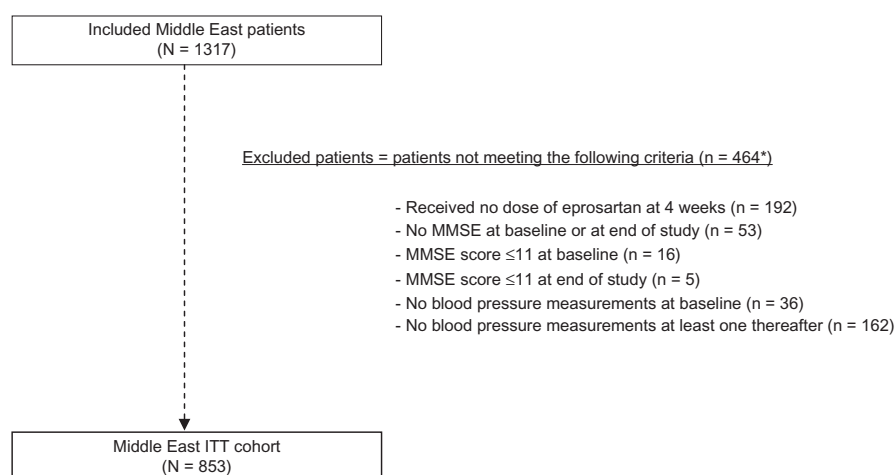 Included Middle East patients
(N = 1317)
Excluded patients = patients not meeting the following criteria (n = 464*)
- Received no dose of eprosartan at 4 weeks (n = 192)
- No MMSE at baseline or at end of study (n = 53)
- MMSE score ≤11 at baseline (n = 16)
- MMSE score ≤11 at end of study (n = 5)
- No blood pressure measurements at baseline (n = 36)
- No blood pressure measurements at least one thereafter (n = 162)
Middle East ITT cohort
(N = 853)